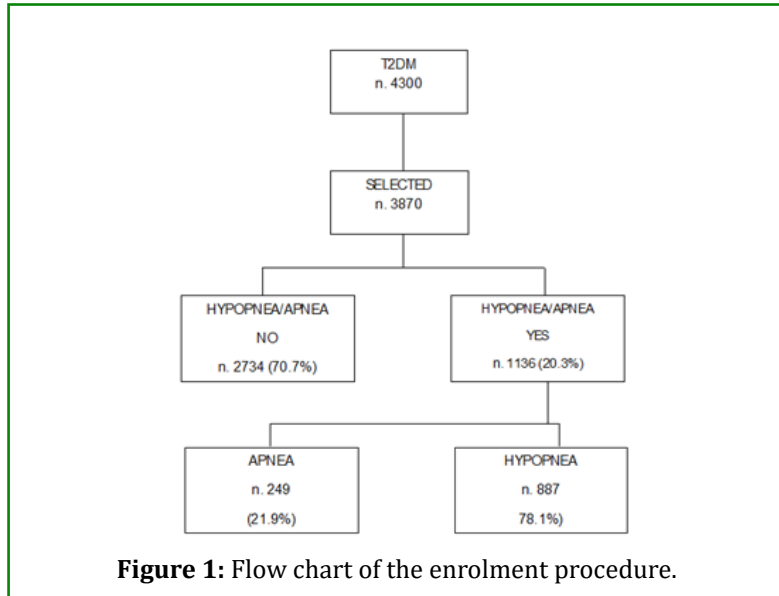 T2DM
n. 4300
SELECTED
n. 3870
HYPOPNEA/APNEA
NO
n. 2734 (70.7%)
HYPOPNEA/APNEA
YES
n. 1136 (20.3%)
APNEA
n. 249
(21.9%)
HYPOPNEA
n. 887
78.1%)
Figure 1: Flow chart of the enrolment procedure.